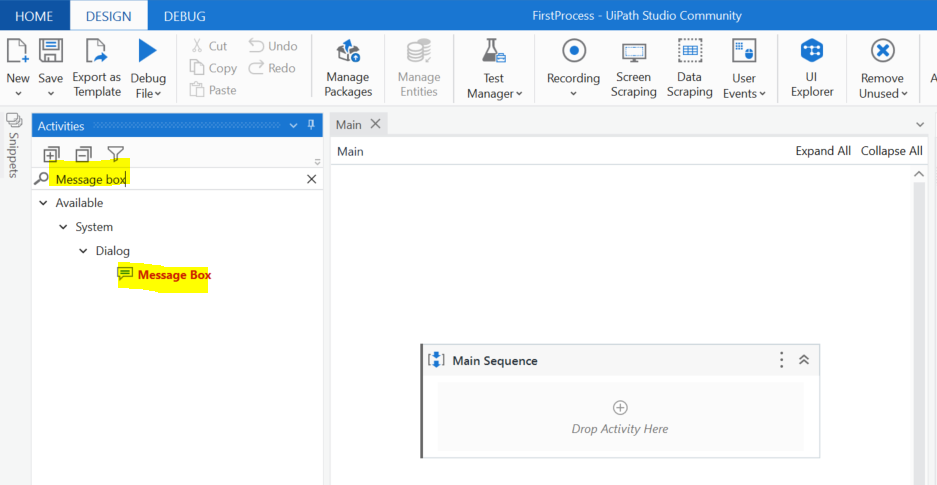 HOME DESIGN DEBUG FirstProcess - UiPath Studio Community
New Save Export as Template Debug File Cut Copy Paste Undo Redo Manage Packages Manage Entities Test Manager Recording Screen Scraping Data Scraping User Events UI Explorer Remove Unused A
Snippets
Activities
Main
Main Expand All Collapse All
Message box
Available
System
Dialog
Message Box
Main Sequence
Drop Activity Here